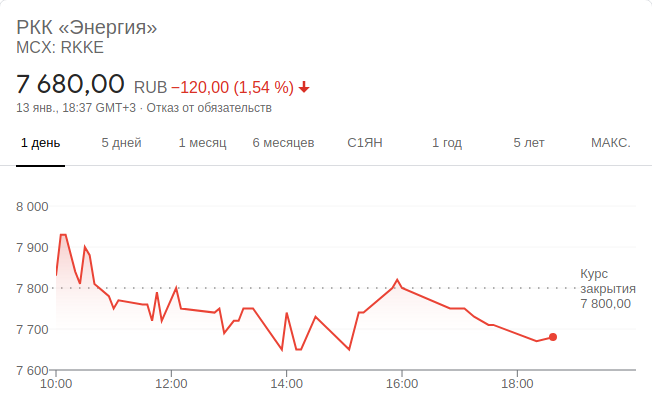 РКК «Энергия»
MCX: RKKE
7 680,00 RUB −120,00 (1,54 %)
13 янв., 18:37 GMT+3 · Отказ от обязательств
1 день 5 дней 1 месяц 6 месяцев С1ЯН 1 год 5 лет МАКС.
8 000
7 900
7 800
7 700
7 600
Курс
закрытия
7 800,00
10:00 12:00 14:00 16:00 18:00